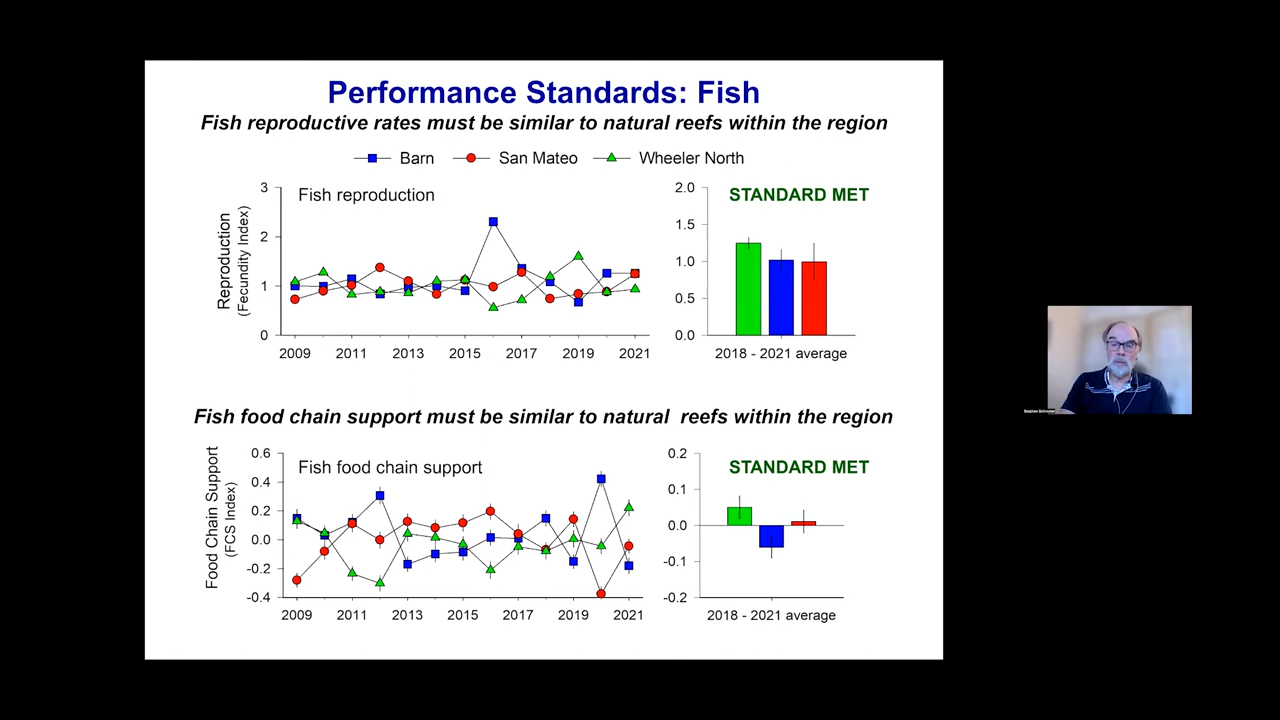 Performance Standards: Fish
Fish reproductive rates must be similar to natural reefs within the region
Barn San Mateo Wheeler North
Fish reproduction
Reproduction
(Fecundity Index)
3
2
1
0
2009 2011 2013 2015 2017 2019 2021
STANDARD MET
2.0
1.5
1.0
0.5
0.0
2018 - 2021 average
Fish food chain support must be similar to natural reefs within the region
Fish food chain support
Food Chain Support
(FCS Index)
0.6
0.4
0.2
0.0
-0.2
-0.4
2009 2011 2013 2015 2017 2019 2021
STANDARD MET
0.2
0.1
0.0
-0.1
-0.2
2018 - 2021 average
Stephen Schroeter